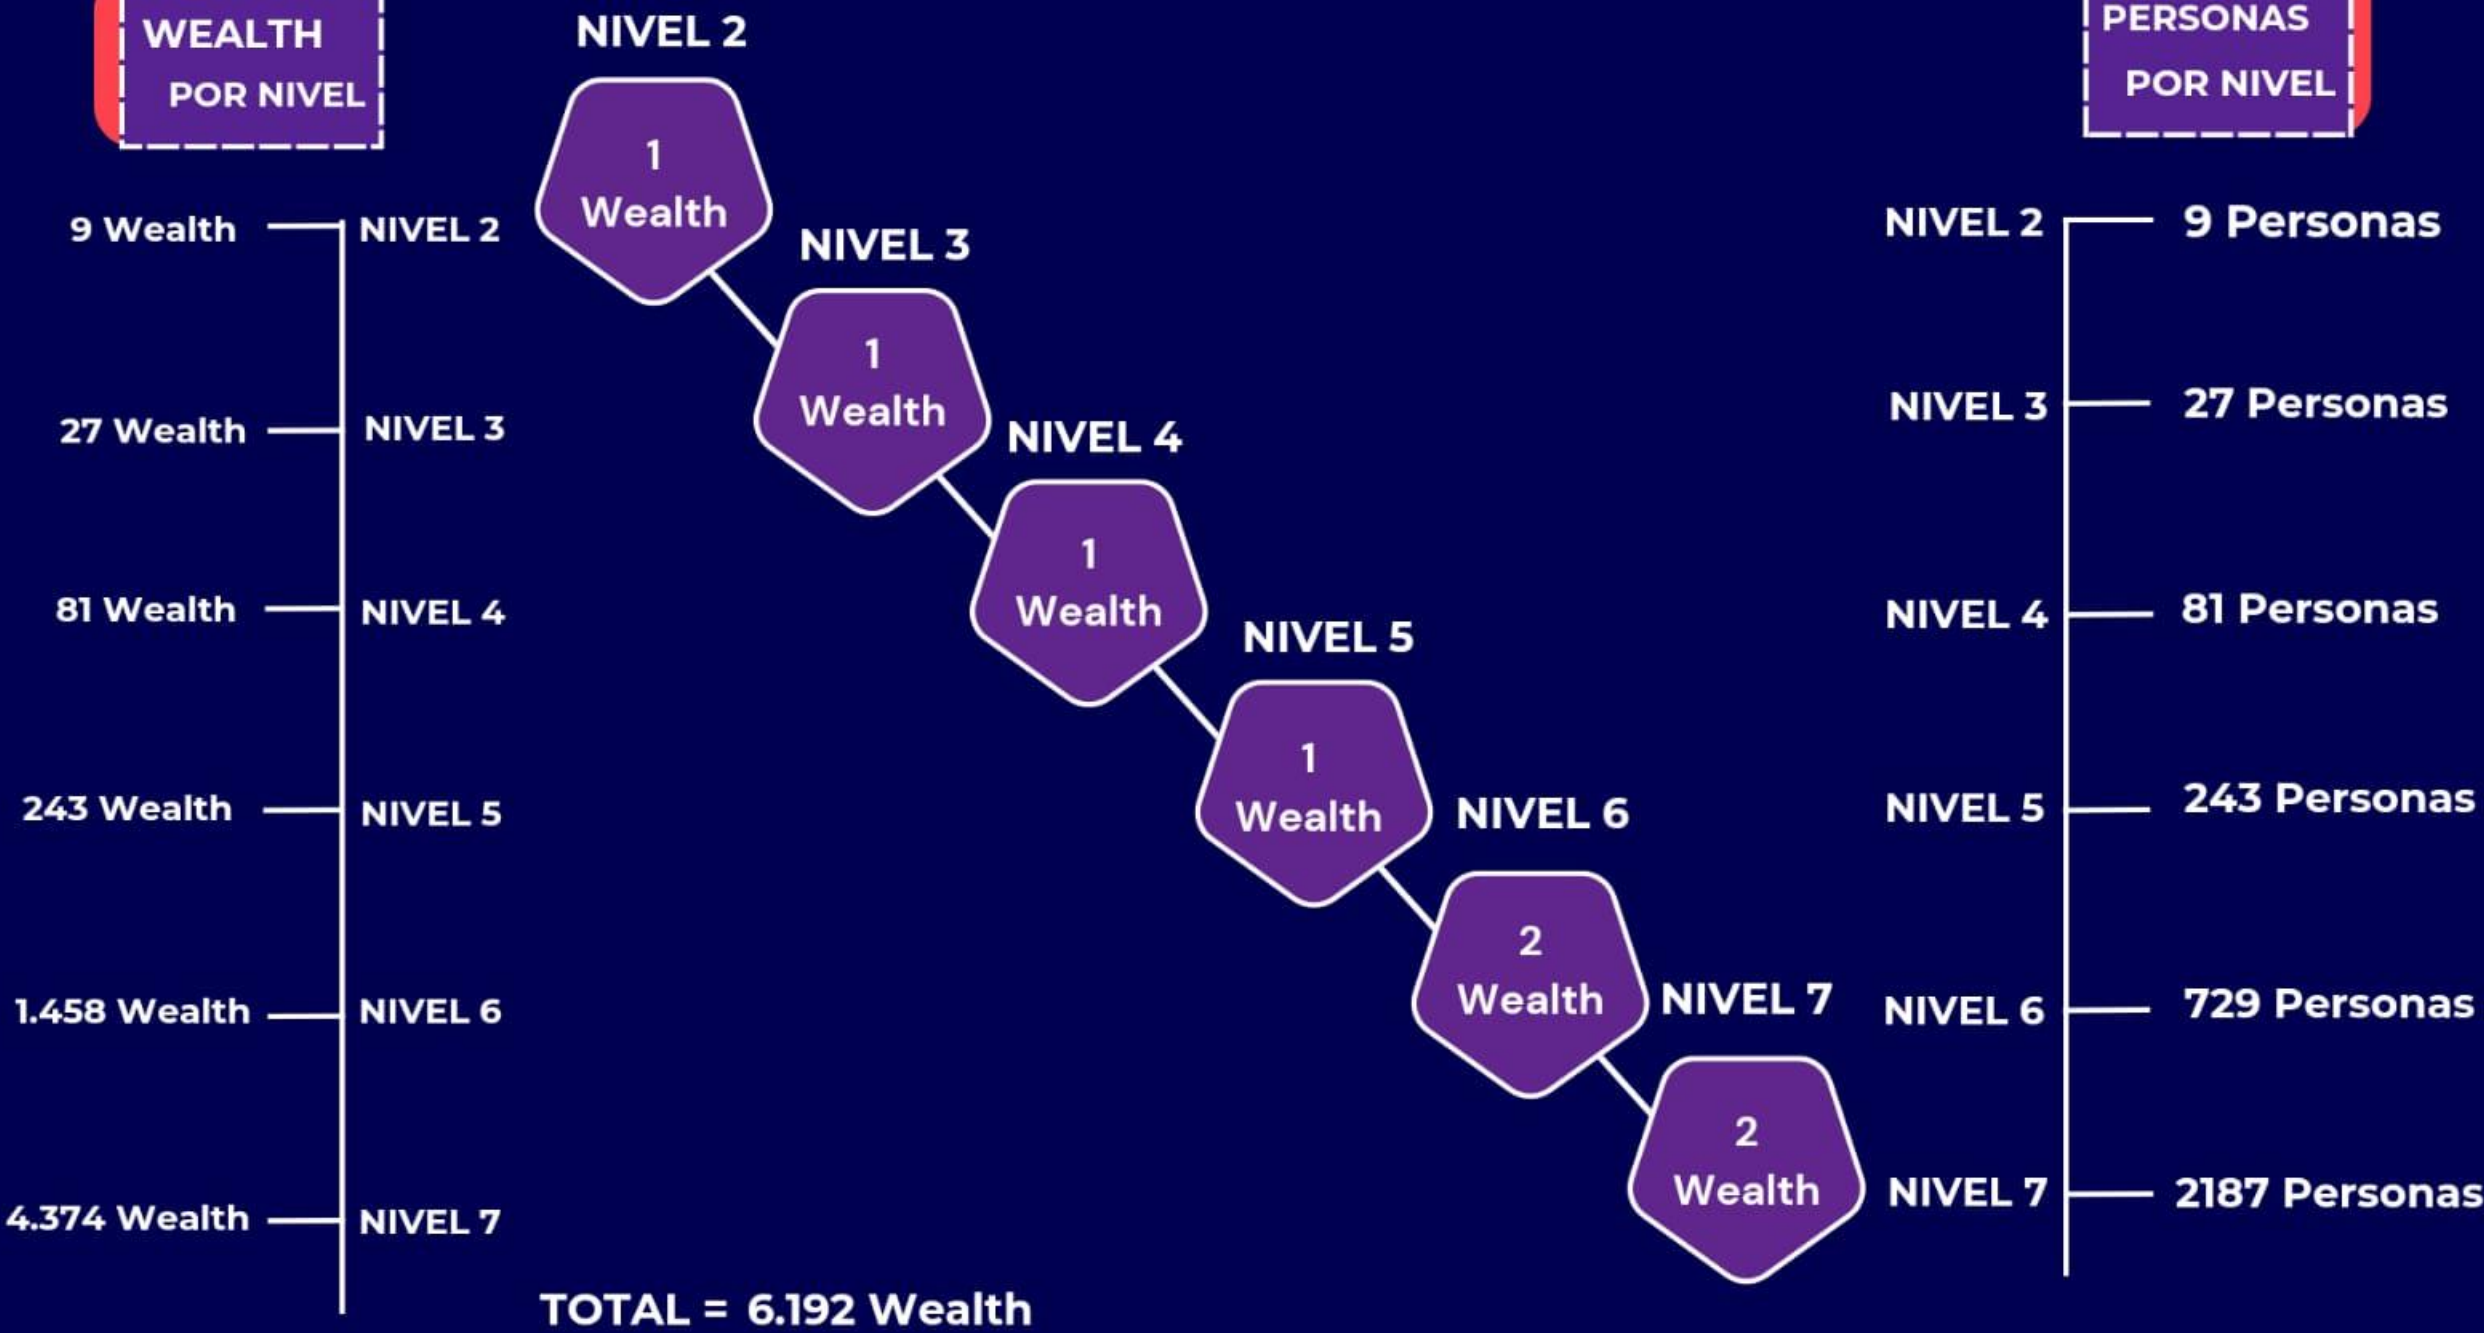 WEALTH
POR NIVEL
9 Wealth
NIVEL 2
27 Wealth
NIVEL 3
81 Wealth
NIVEL 4
243 Wealth
NIVEL 5
1.458 Wealth
NIVEL 6
4.374 Wealth
NIVEL 7
NIVEL 2
1
Wealth
NIVEL 3
1
Wealth
NIVEL 4
1
Wealth
NIVEL 5
1
Wealth
NIVEL 6
2
Wealth
NIVEL 7
2
Wealth
TOTAL = 6.192 Wealth
PERSONAS
POR NIVEL
NIVEL 2
9 Personas
NIVEL 3
27 Personas
NIVEL 4
81 Personas
NIVEL 5
243 Personas
NIVEL 6
729 Personas
NIVEL 7
2187 Personas